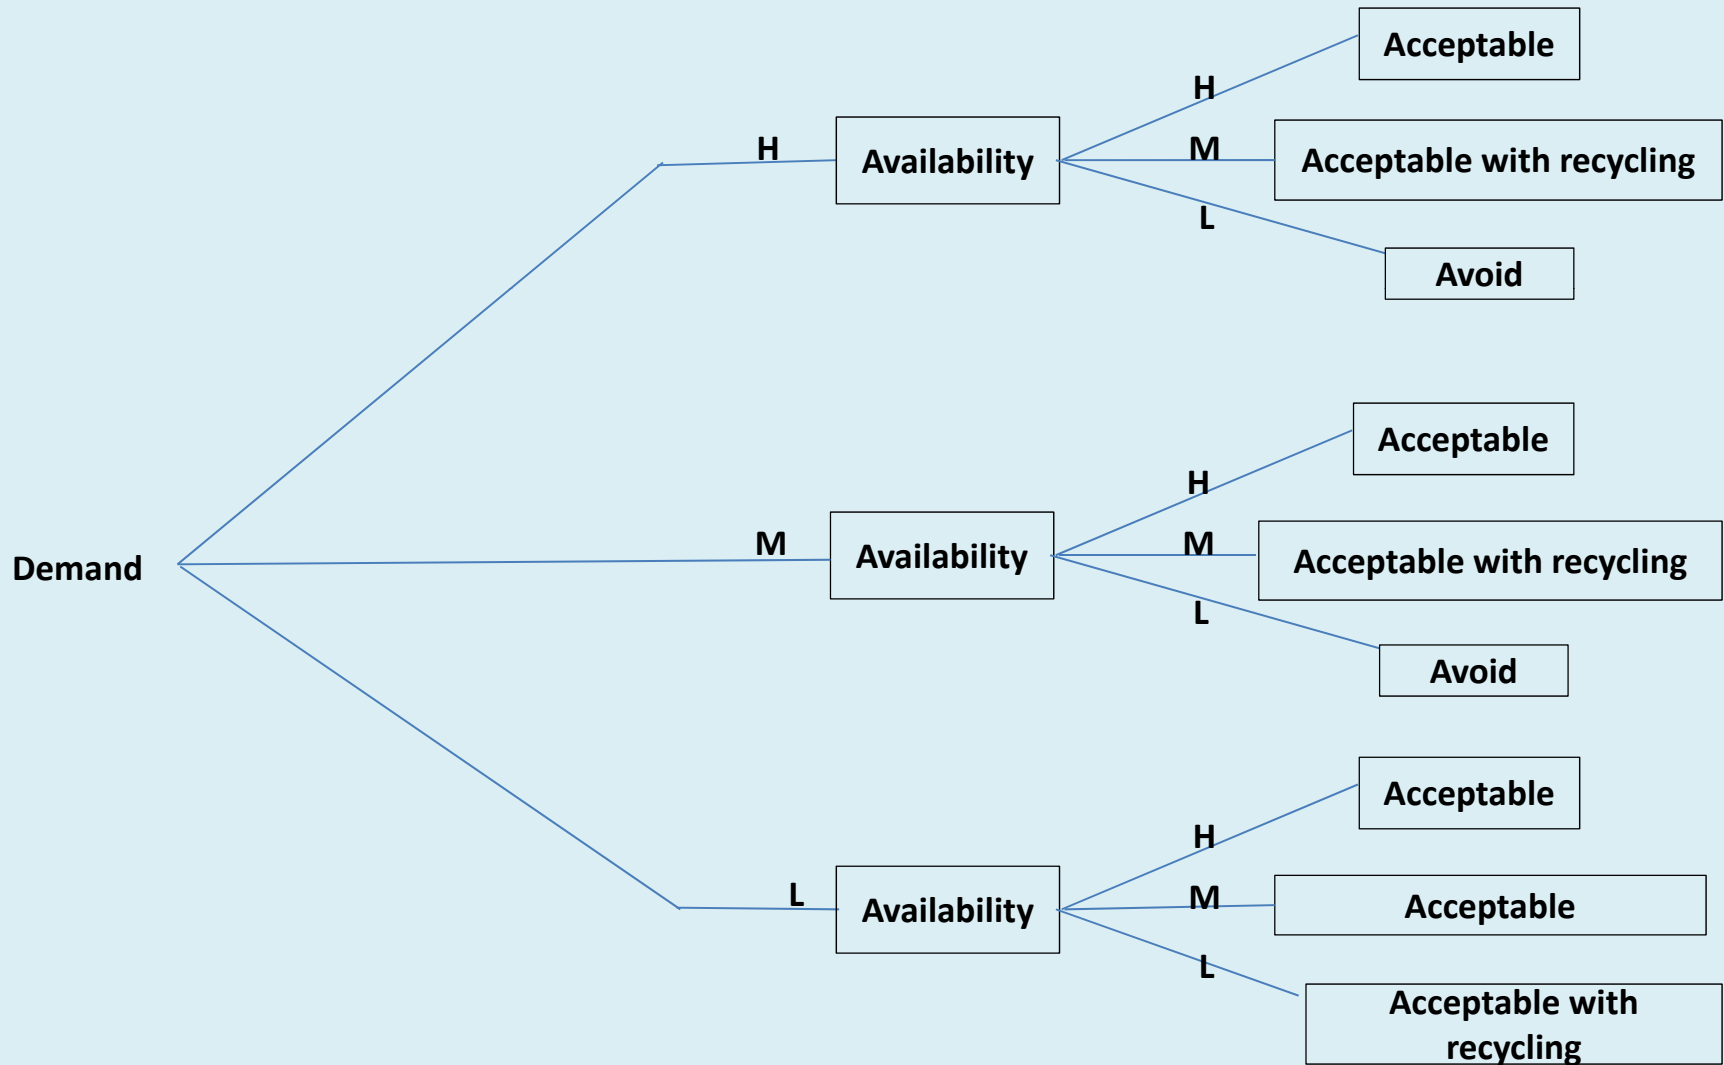 Acceptable
H
H
Availability
M
Acceptable with recycling
L
Avoid
Acceptable
H
Demand
M
Availability
M
Acceptable with recycling
L
Avoid
Acceptable
H
L
Availability
M
Acceptable
L
Acceptable with
recycling